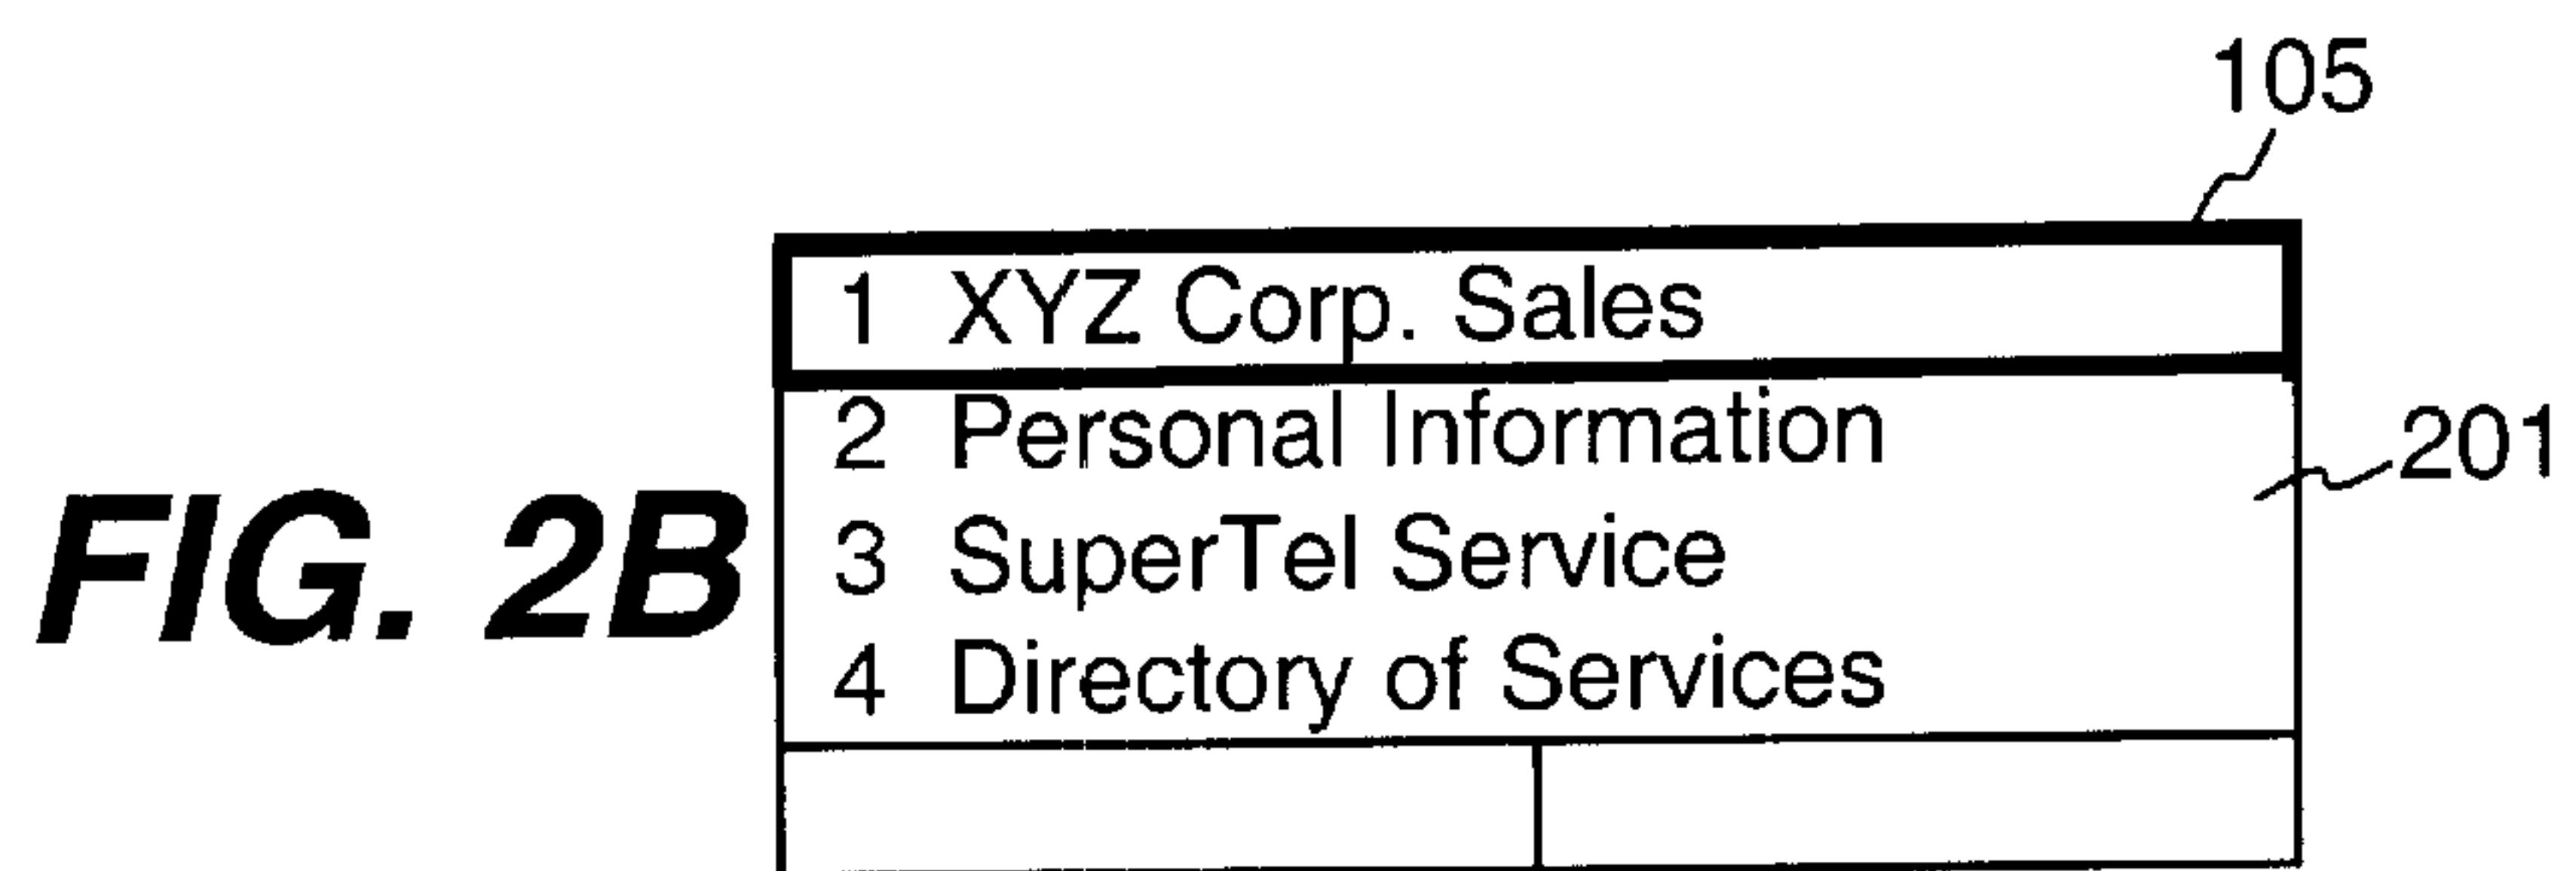 105
1 XYZ Corp. Sales
2 Personal Information
201
FIG. 2B
3 SuperTel Service
4 Directory of Services